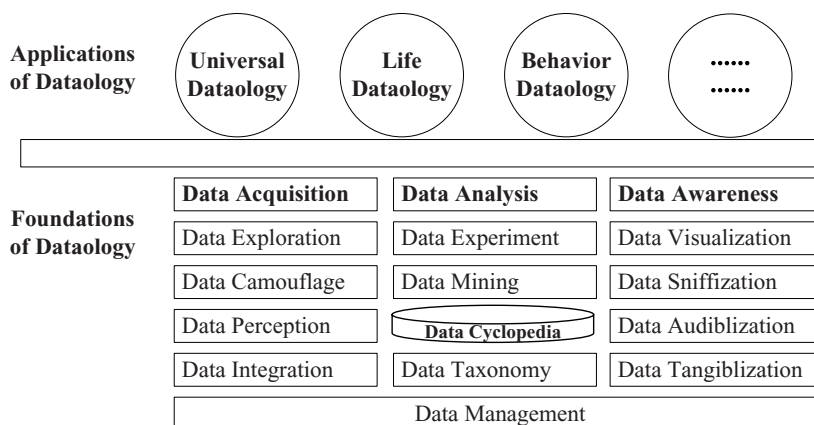 Applications
of Dataology
Universal
Dataology
Life
Dataology
Behavior
Dataology
......
......
Foundations
of Dataology
Data Acquisition
Data Analysis
Data Awareness
Data Exploration
Data Experiment
Data Visualization
Data Camouflage
Data Mining
Data Sniffization
Data Perception
Data Cyclopedia
Data Audiblization
Data Integration
Data Taxonomy
Data Tangiblization
Data Management